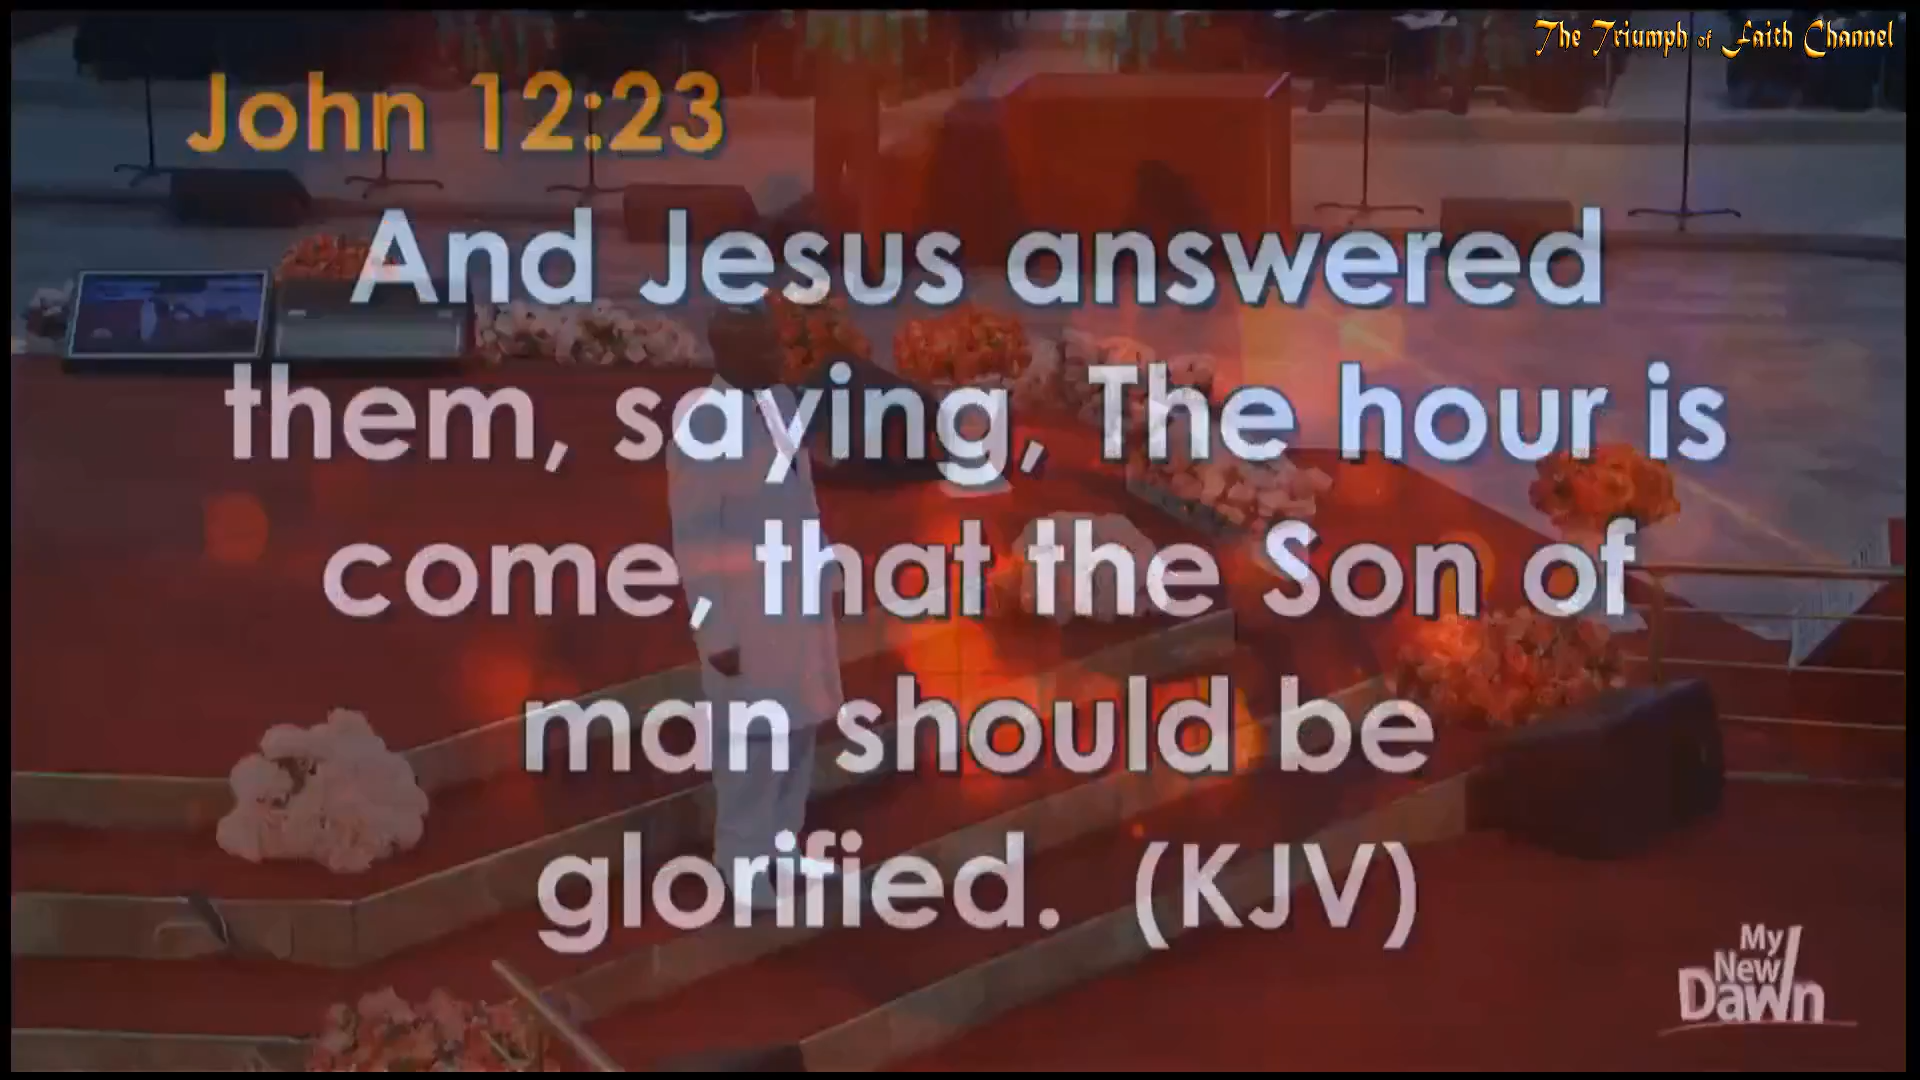 The Triumph of Faith Channel
John 12:23
And Jesus answered
them, saying, The hour is
come, that the Son of
man should be
glorified. (KJV)
My
New
Dawn